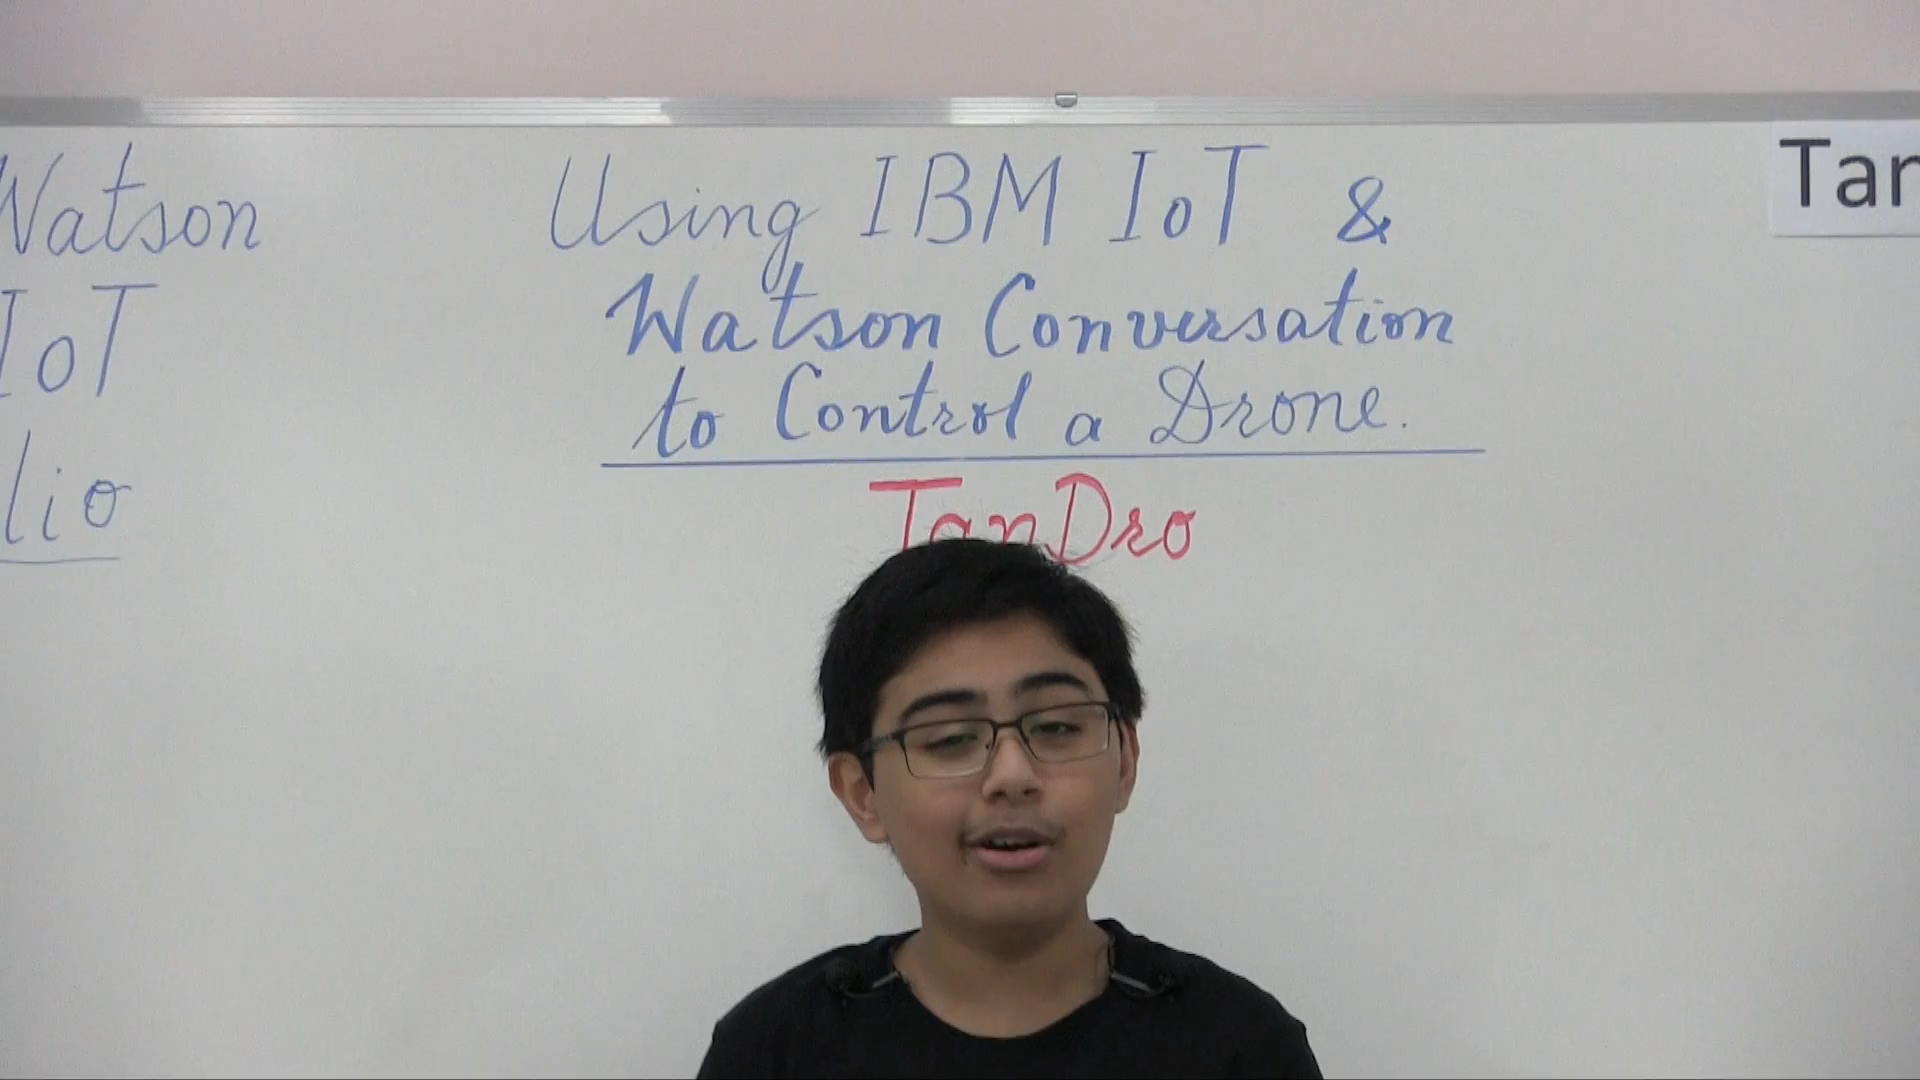 Watson
IoT
lio
Using IBM IoT &
Watson Conversation
to Control a Drone.
TanDro
Tan